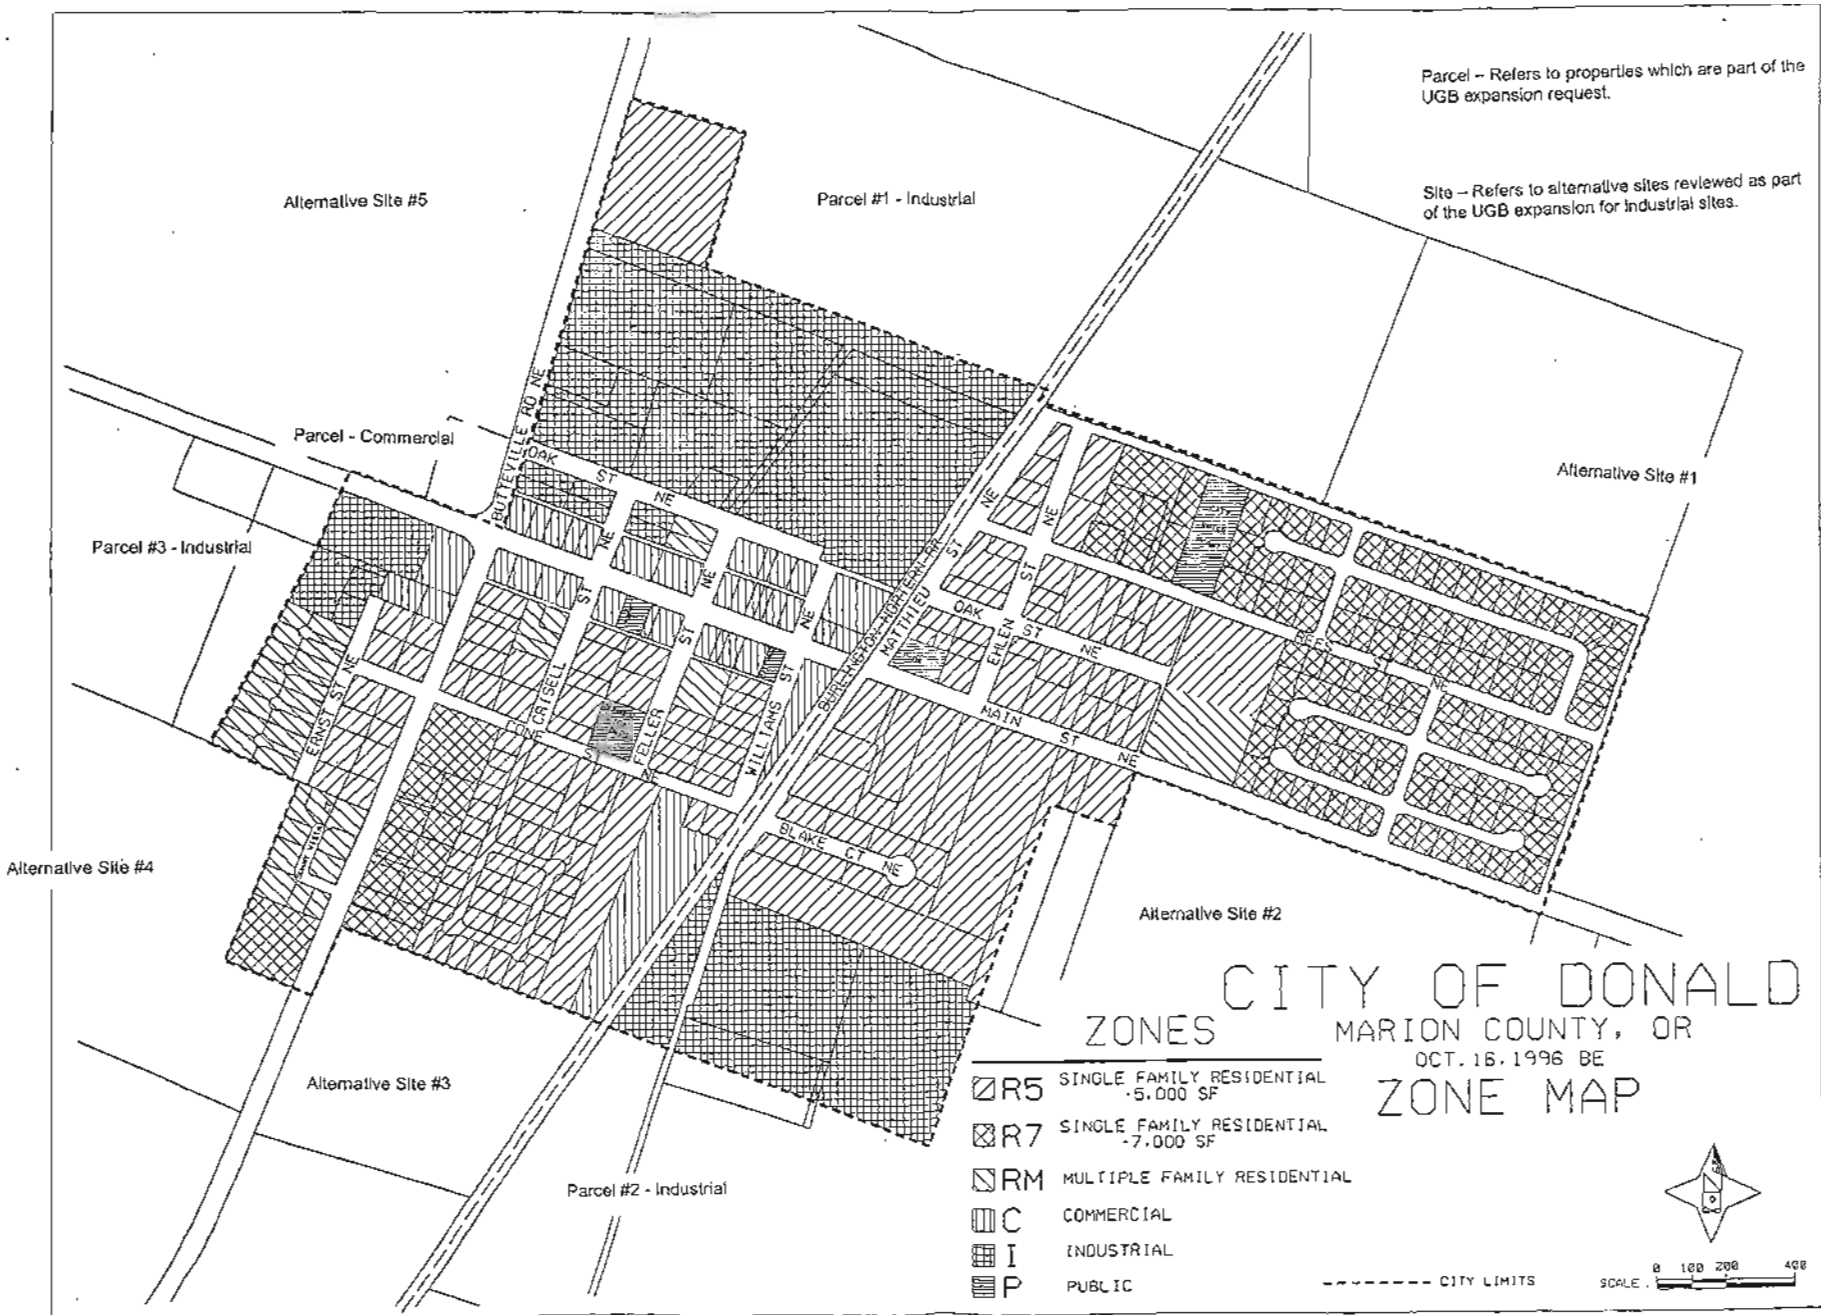 Parcel – Refers to properties which are part of the
UGB expansion request.
Site – Refers to alternative sites reviewed as part
of the UGB expansion for industrial sites.
Alternative Site #5
Parcel #1 - Industrial
Parcel - Commercial
Alternative Site #1
Parcel #3 - Industrial
Alternative Site #4
Alternative Site #2
Alternative Site #3
Parcel #2 - Industrial
BUTTEVILLE RD NE
OAK ST NE
NE
NE
NE
NE
NE
ST
ST
BURLINGTON-NORTHERN RR
MATTHIEU ST NE
EHLEN ST NE
OAK ST NE
MAIN ST NE
BLAKE CT NE
ERNST ST NE
CRISELL ST
FELLER ST
WILLIAMS ST
NE
ST NE
CITY OF DONALD
MARION COUNTY, OR
OCT.16.1996 BE
ZONE MAP
ZONES
R5 SINGLE FAMILY RESIDENTIAL
-5,000 SF
R7 SINGLE FAMILY RESIDENTIAL
-7,000 SF
RM MULTIPLE FAMILY RESIDENTIAL
C COMMERCIAL
I INDUSTRIAL
P PUBLIC
CITY LIMITS
SCALE
0 100 200 400